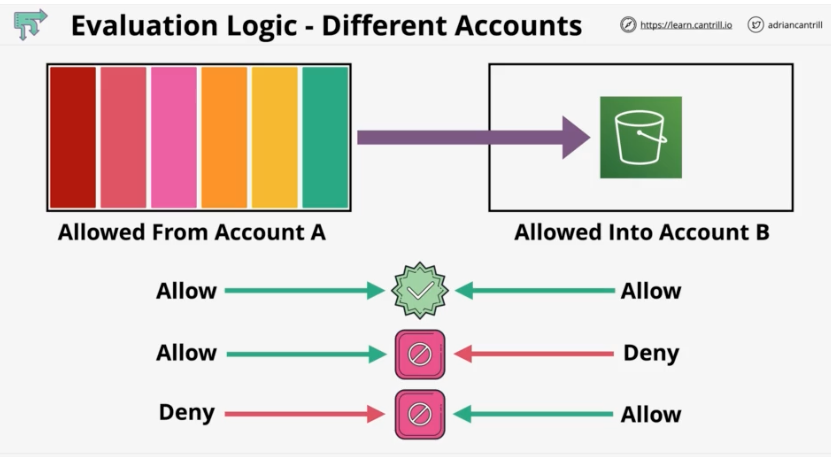 Evaluation Logic - Different Accounts
https://learn.cantrill.io
adriancantrill
Allowed From Account A
Allowed Into Account B
Allow
Allow
Allow
Deny
Deny
Allow